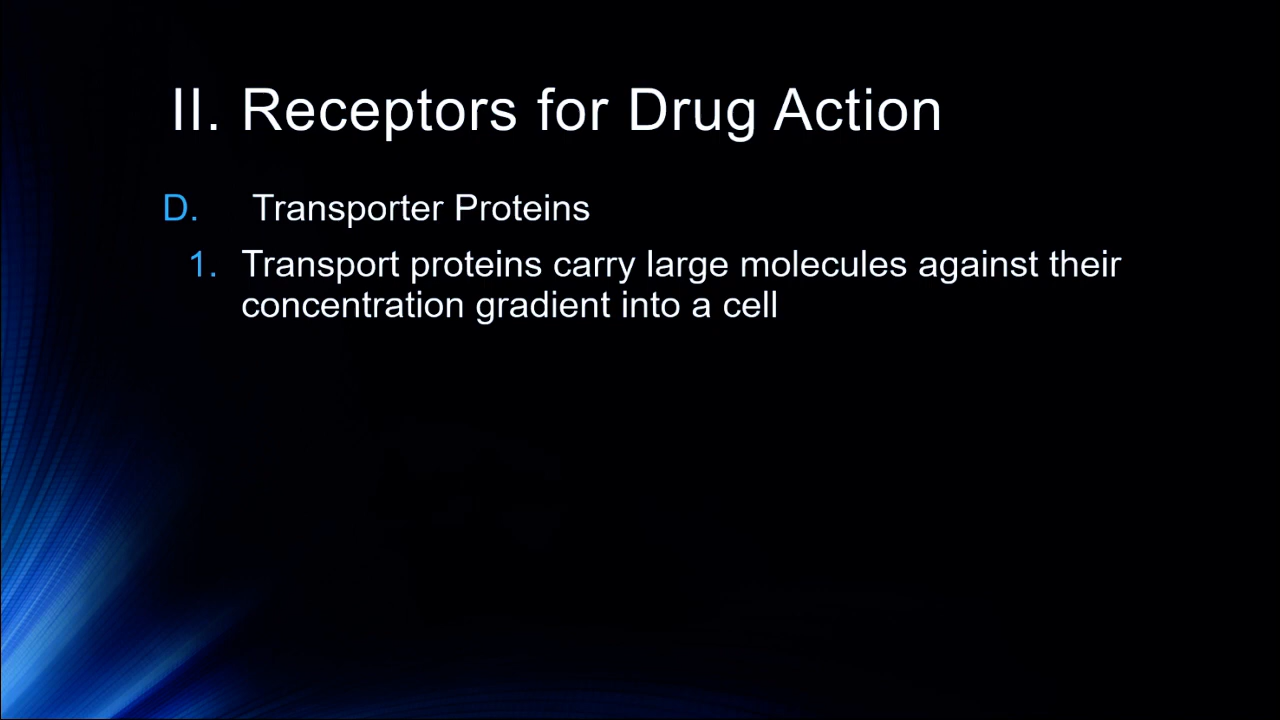 II. Receptors for Drug Action
D. Transporter Proteins
1. Transport proteins carry large molecules against their
concentration gradient into a cell